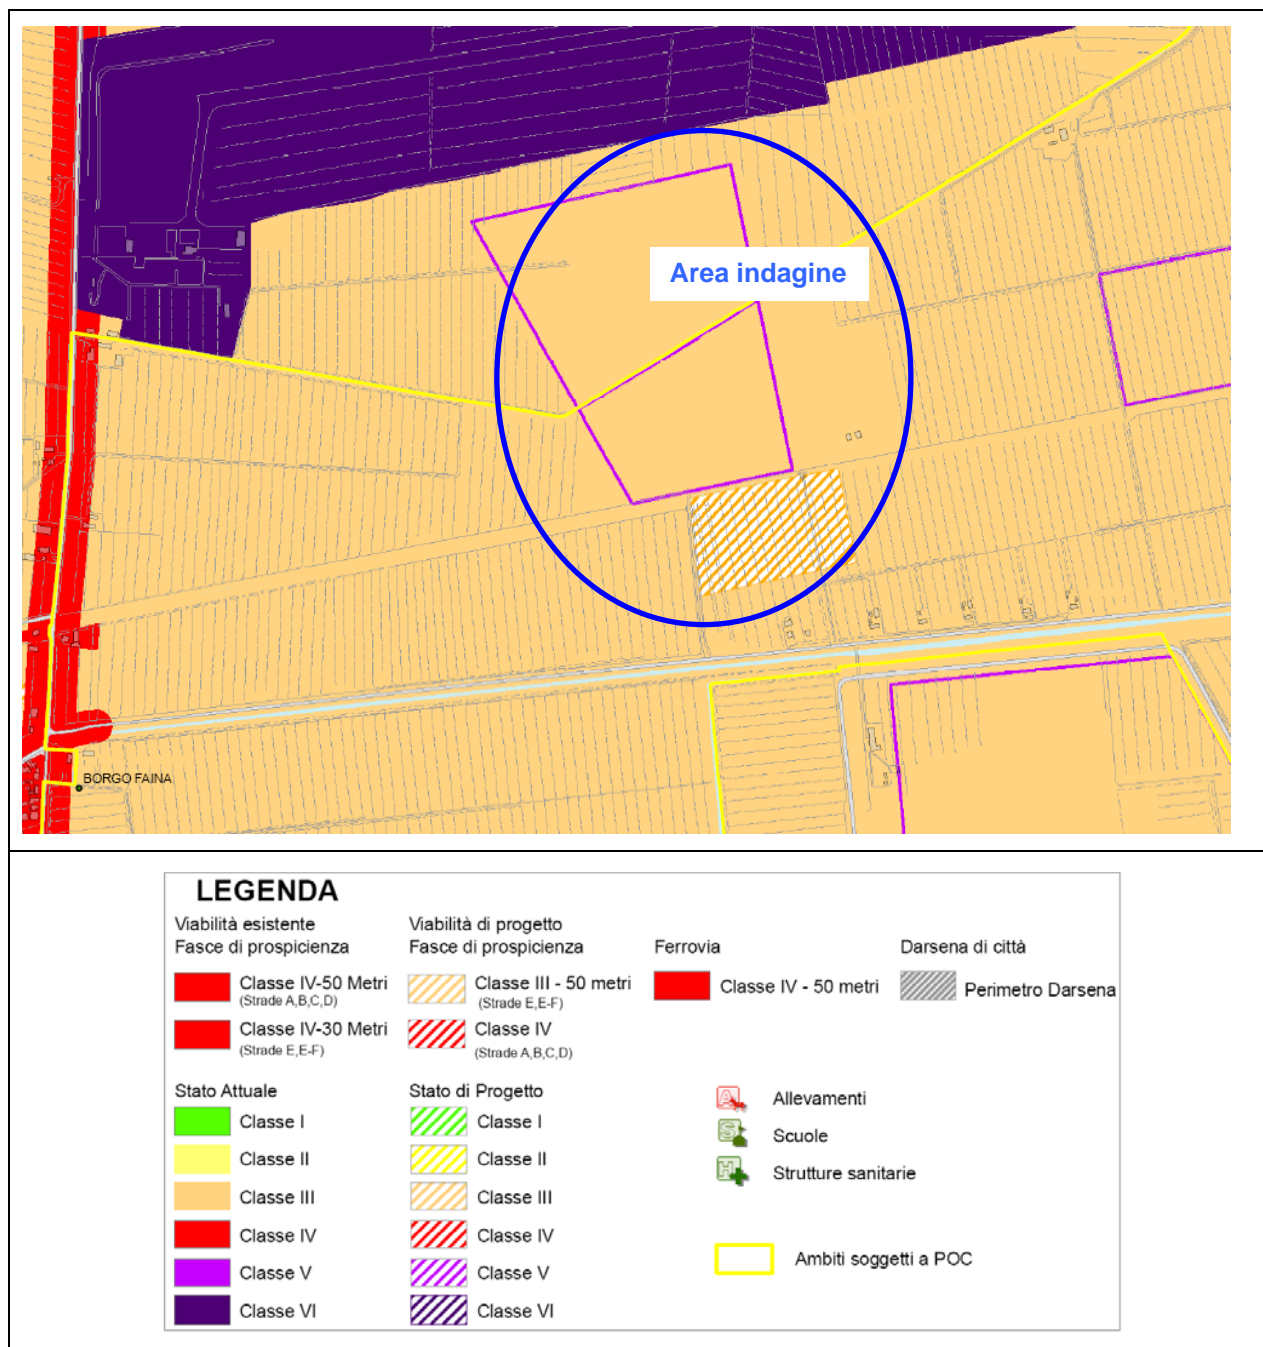 Area indagine
BORGO FAINA
LEGENDA
Viabilità esistente
Fasce di prospicienza
Classe IV-50 Metri
(Strade A,B,C,D)
Classe IV-30 Metri
(Strade E,E-F)
Viabilità di progetto
Fasce di prospicienza
Classe III - 50 metri
(Strade E,E-F)
Classe IV
(Strade A,B,C,D)
Ferrovia
Classe IV - 50 metri
Darsena di città
Perimetro Darsena
Stato Attuale
Classe I
Classe II
Classe III
Classe IV
Classe V
Classe VI
Stato di Progetto
Classe I
Classe II
Classe III
Classe IV
Classe V
Classe VI
A
Allevamenti
S
Scuole
H
Strutture sanitarie
Ambiti soggetti a POC